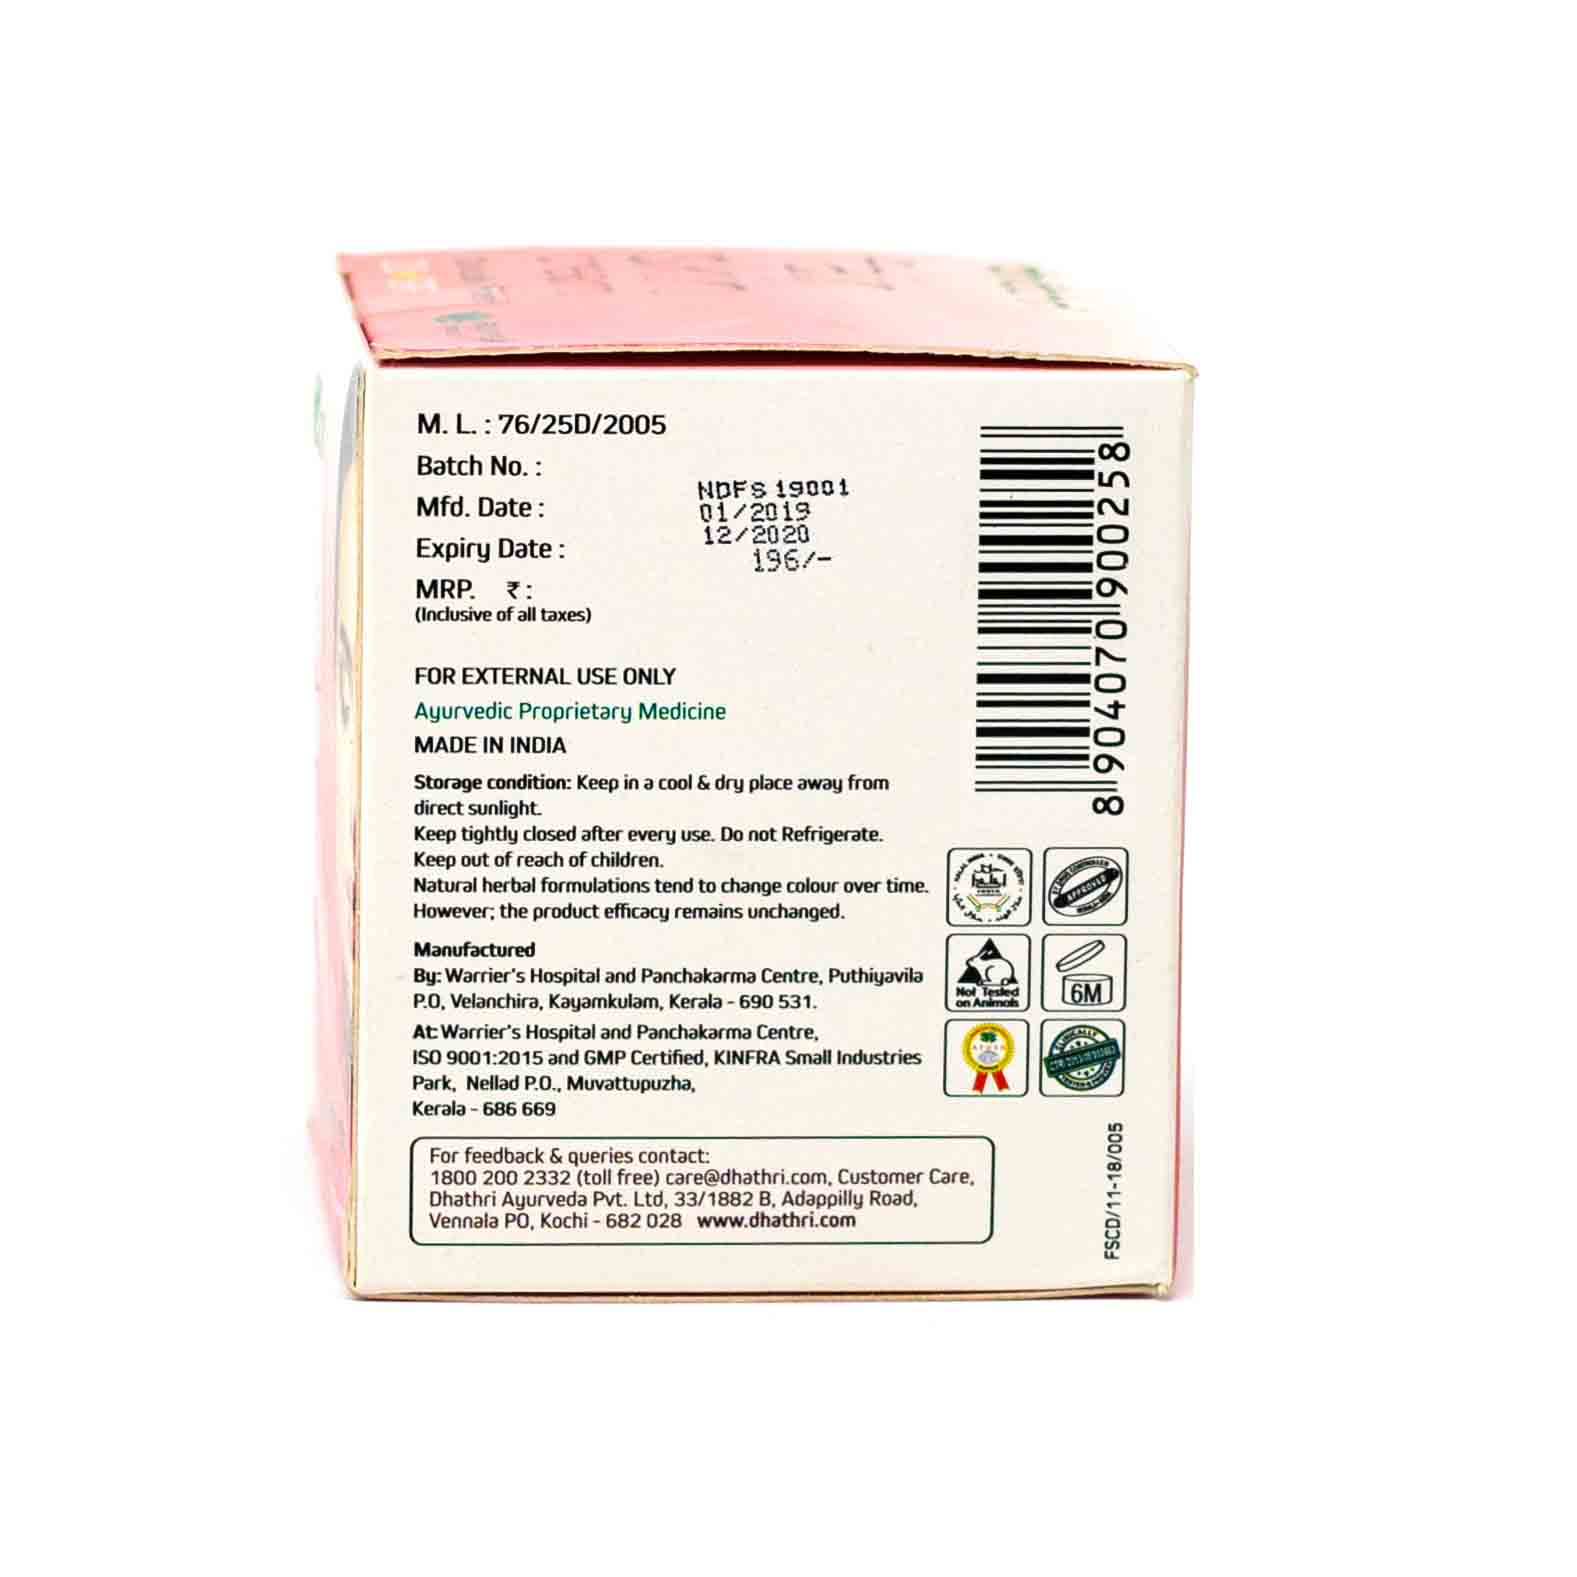 M. L. : 76/25D/2005
Batch No. :
Mfd. Date :
Expiry Date :
MRP. ₹ :
(Inclusive of all taxes)
NDFS 19001
01/2019
12/2020
196/-
FOR EXTERNAL USE ONLY
Ayurvedic Proprietary Medicine
MADE IN INDIA
Storage condition: Keep in a cool & dry place away from
direct sunlight.
Keep tightly closed after every use. Do not Refrigerate.
Keep out of reach of children.
Natural herbal formulations tend to change colour over time.
However; the product efficacy remains unchanged.
Manufactured
By: Warrier's Hospital and Panchakarma Centre, Puthiyavila
P.O, Velanchira, Kayamkulam, Kerala - 690 531.
At: Warrier's Hospital and Panchakarma Centre,
ISO 9001:2015 and GMP Certified, KINFRA Small Industries
Park, Nellad P.O., Muvattupuzha,
Kerala - 686 669
For feedback & queries contact:
1800 200 2332 (toll free) care@dhathri.com, Customer Care,
Dhathri Ayurveda Pvt. Ltd, 33/1882 B, Adappilly Road,
Vennala PO, Kochi - 682 028 www.dhathri.com
8 904070 900258
APPROVED
Not Tested
on Animals
6M
CLINICALLY
FSCD/11-18/005